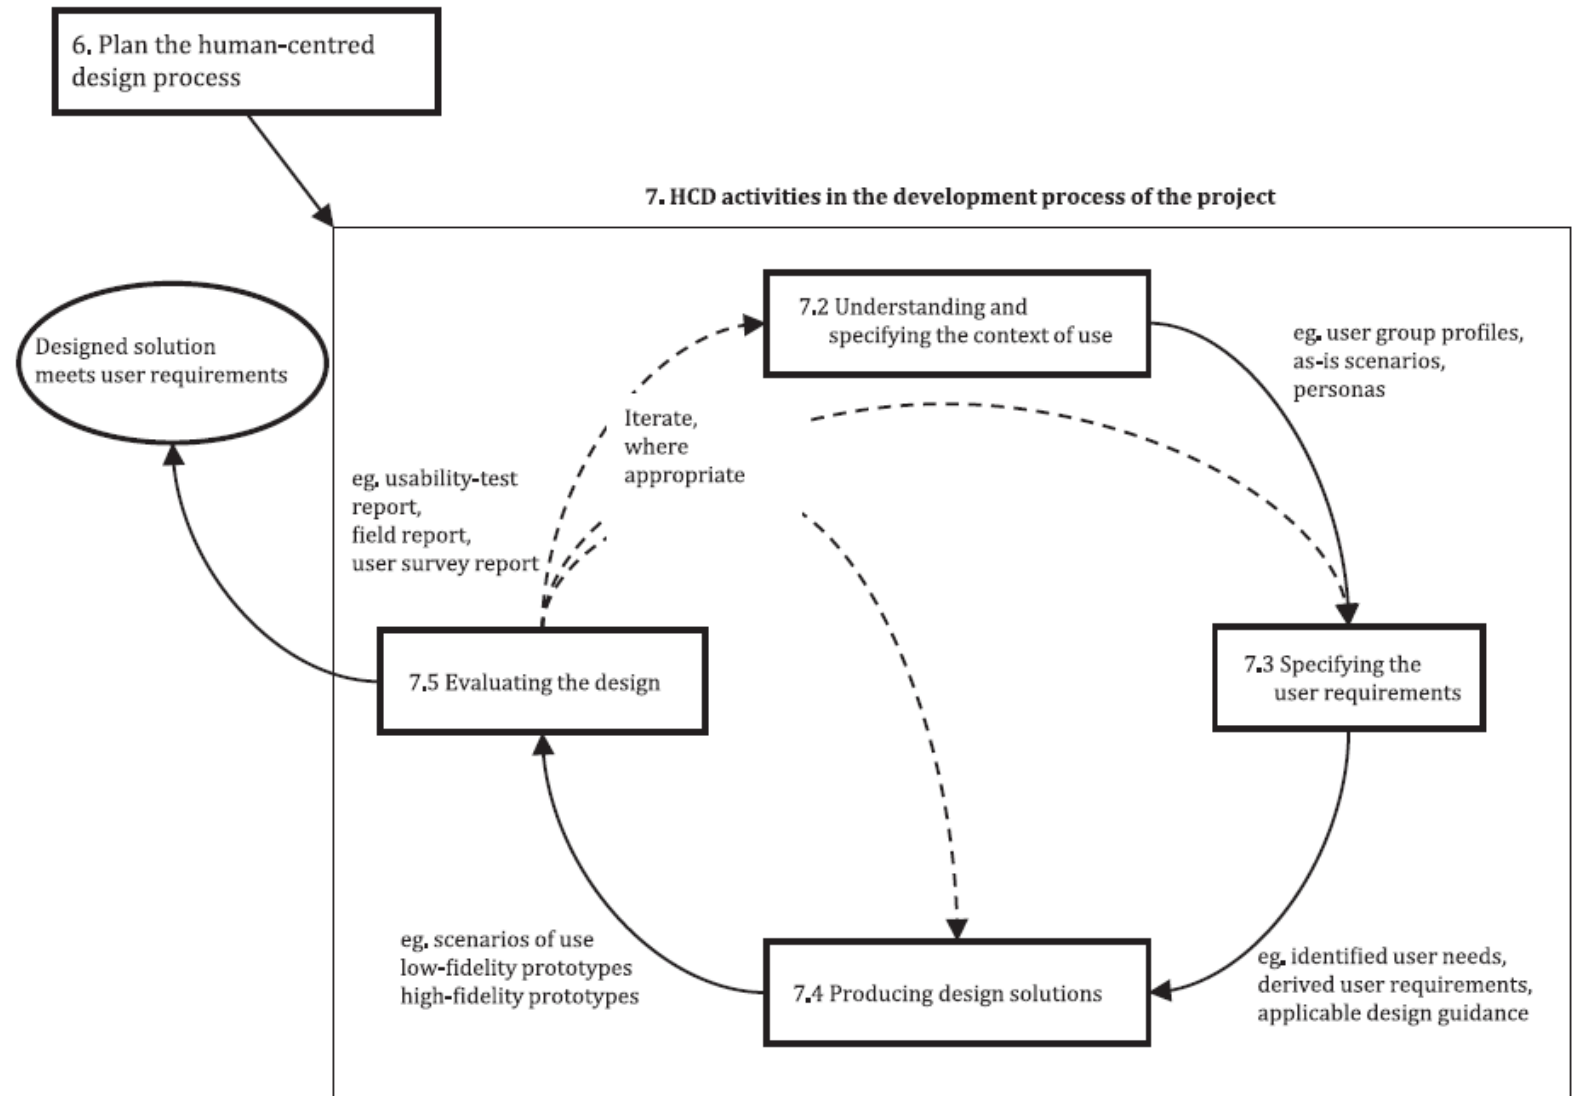 6. Plan the human-centred
design process
7. HCD activities in the development process of the project
7.2 Understanding and
specifying the context of use
eg. user group profiles,
as-is scenarios,
personas
Designed solution
meets user requirements
Iterate,
where
appropriate
eg. usability-test
report,
field report,
user survey report
7.5 Evaluating the design
7.3 Specifying the
user requirements
eg. scenarios of use
low-fidelity prototypes
high-fidelity prototypes
7.4 Producing design solutions
eg. identified user needs,
derived user requirements,
applicable design guidance